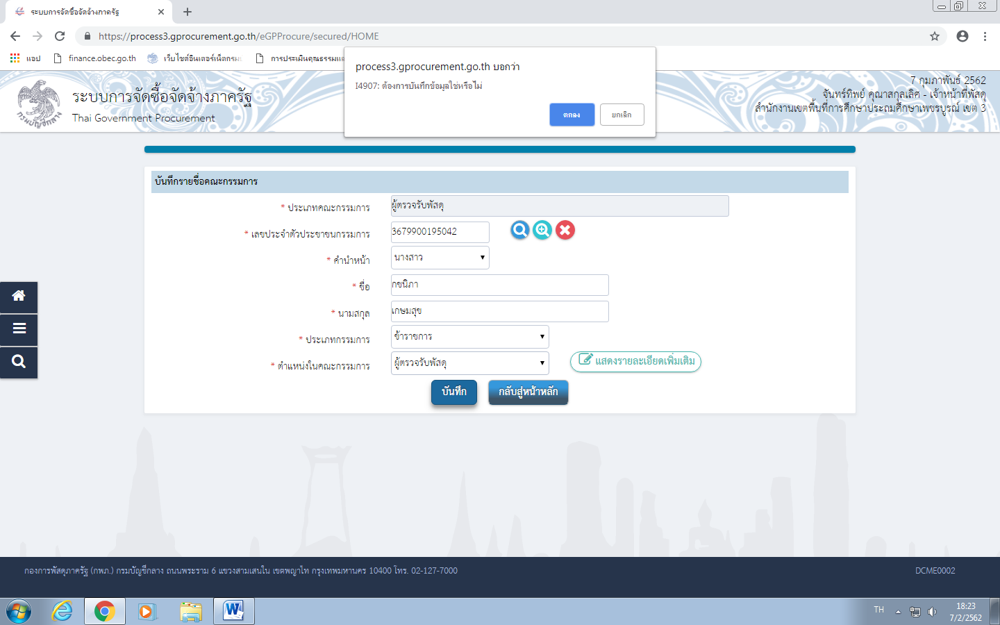 ระบบการจัดซื้อจัดจ้างภาครัฐ
https://process3.gprocurement.go.th/eGPProcure/secured/HOME
แอป
finance.obec.go.th
เว็บไซต์อินเตอร์เน็ตกรม
การประเมินคุณธรรมแล
process3.gprocurement.go.th บอกว่า
I4907: ต้องการบันทึกข้อมูลใช่หรือไม่
ตกลง
ยกเลิก
ระบบการจัดซื้อจัดจ้างภาครัฐ
Thai Government Procurement
กรมบัญชีกลาง
7 กุมภาพันธ์ 2562
จันทร์ทิพย์ คุณาสกุลเลิศ - เจ้าหน้าที่พัสดุ
สำนักงานเขตพื้นที่การศึกษาประถมศึกษาเพชรบูรณ์ เขต 3
บันทึกรายชื่อคณะกรรมการ
* ประเภทคณะกรรมการ ผู้ตรวจรับพัสดุ
* เลขประจำตัวประชาชนกรรมการ 3679900195042
* คำนำหน้า นางสาว
* ชื่อ กชนิภา
* นามสกุล เกษมสุข
* ประเภทกรรมการ ข้าราชการ
* ตำแหน่งในคณะกรรมการ ผู้ตรวจรับพัสดุ
แสดงรายละเอียดเพิ่มเติม
บันทึก
กลับสู่หน้าหลัก
กองการพัสดุภาครัฐ (กพภ.) กรมบัญชีกลาง ถนนพระราม 6 แขวงสามเสนใน เขตพญาไท กรุงเทพมหานคร 10400 โทร. 02-127-7000
DCME0002
TH
18:23
7/2/2562